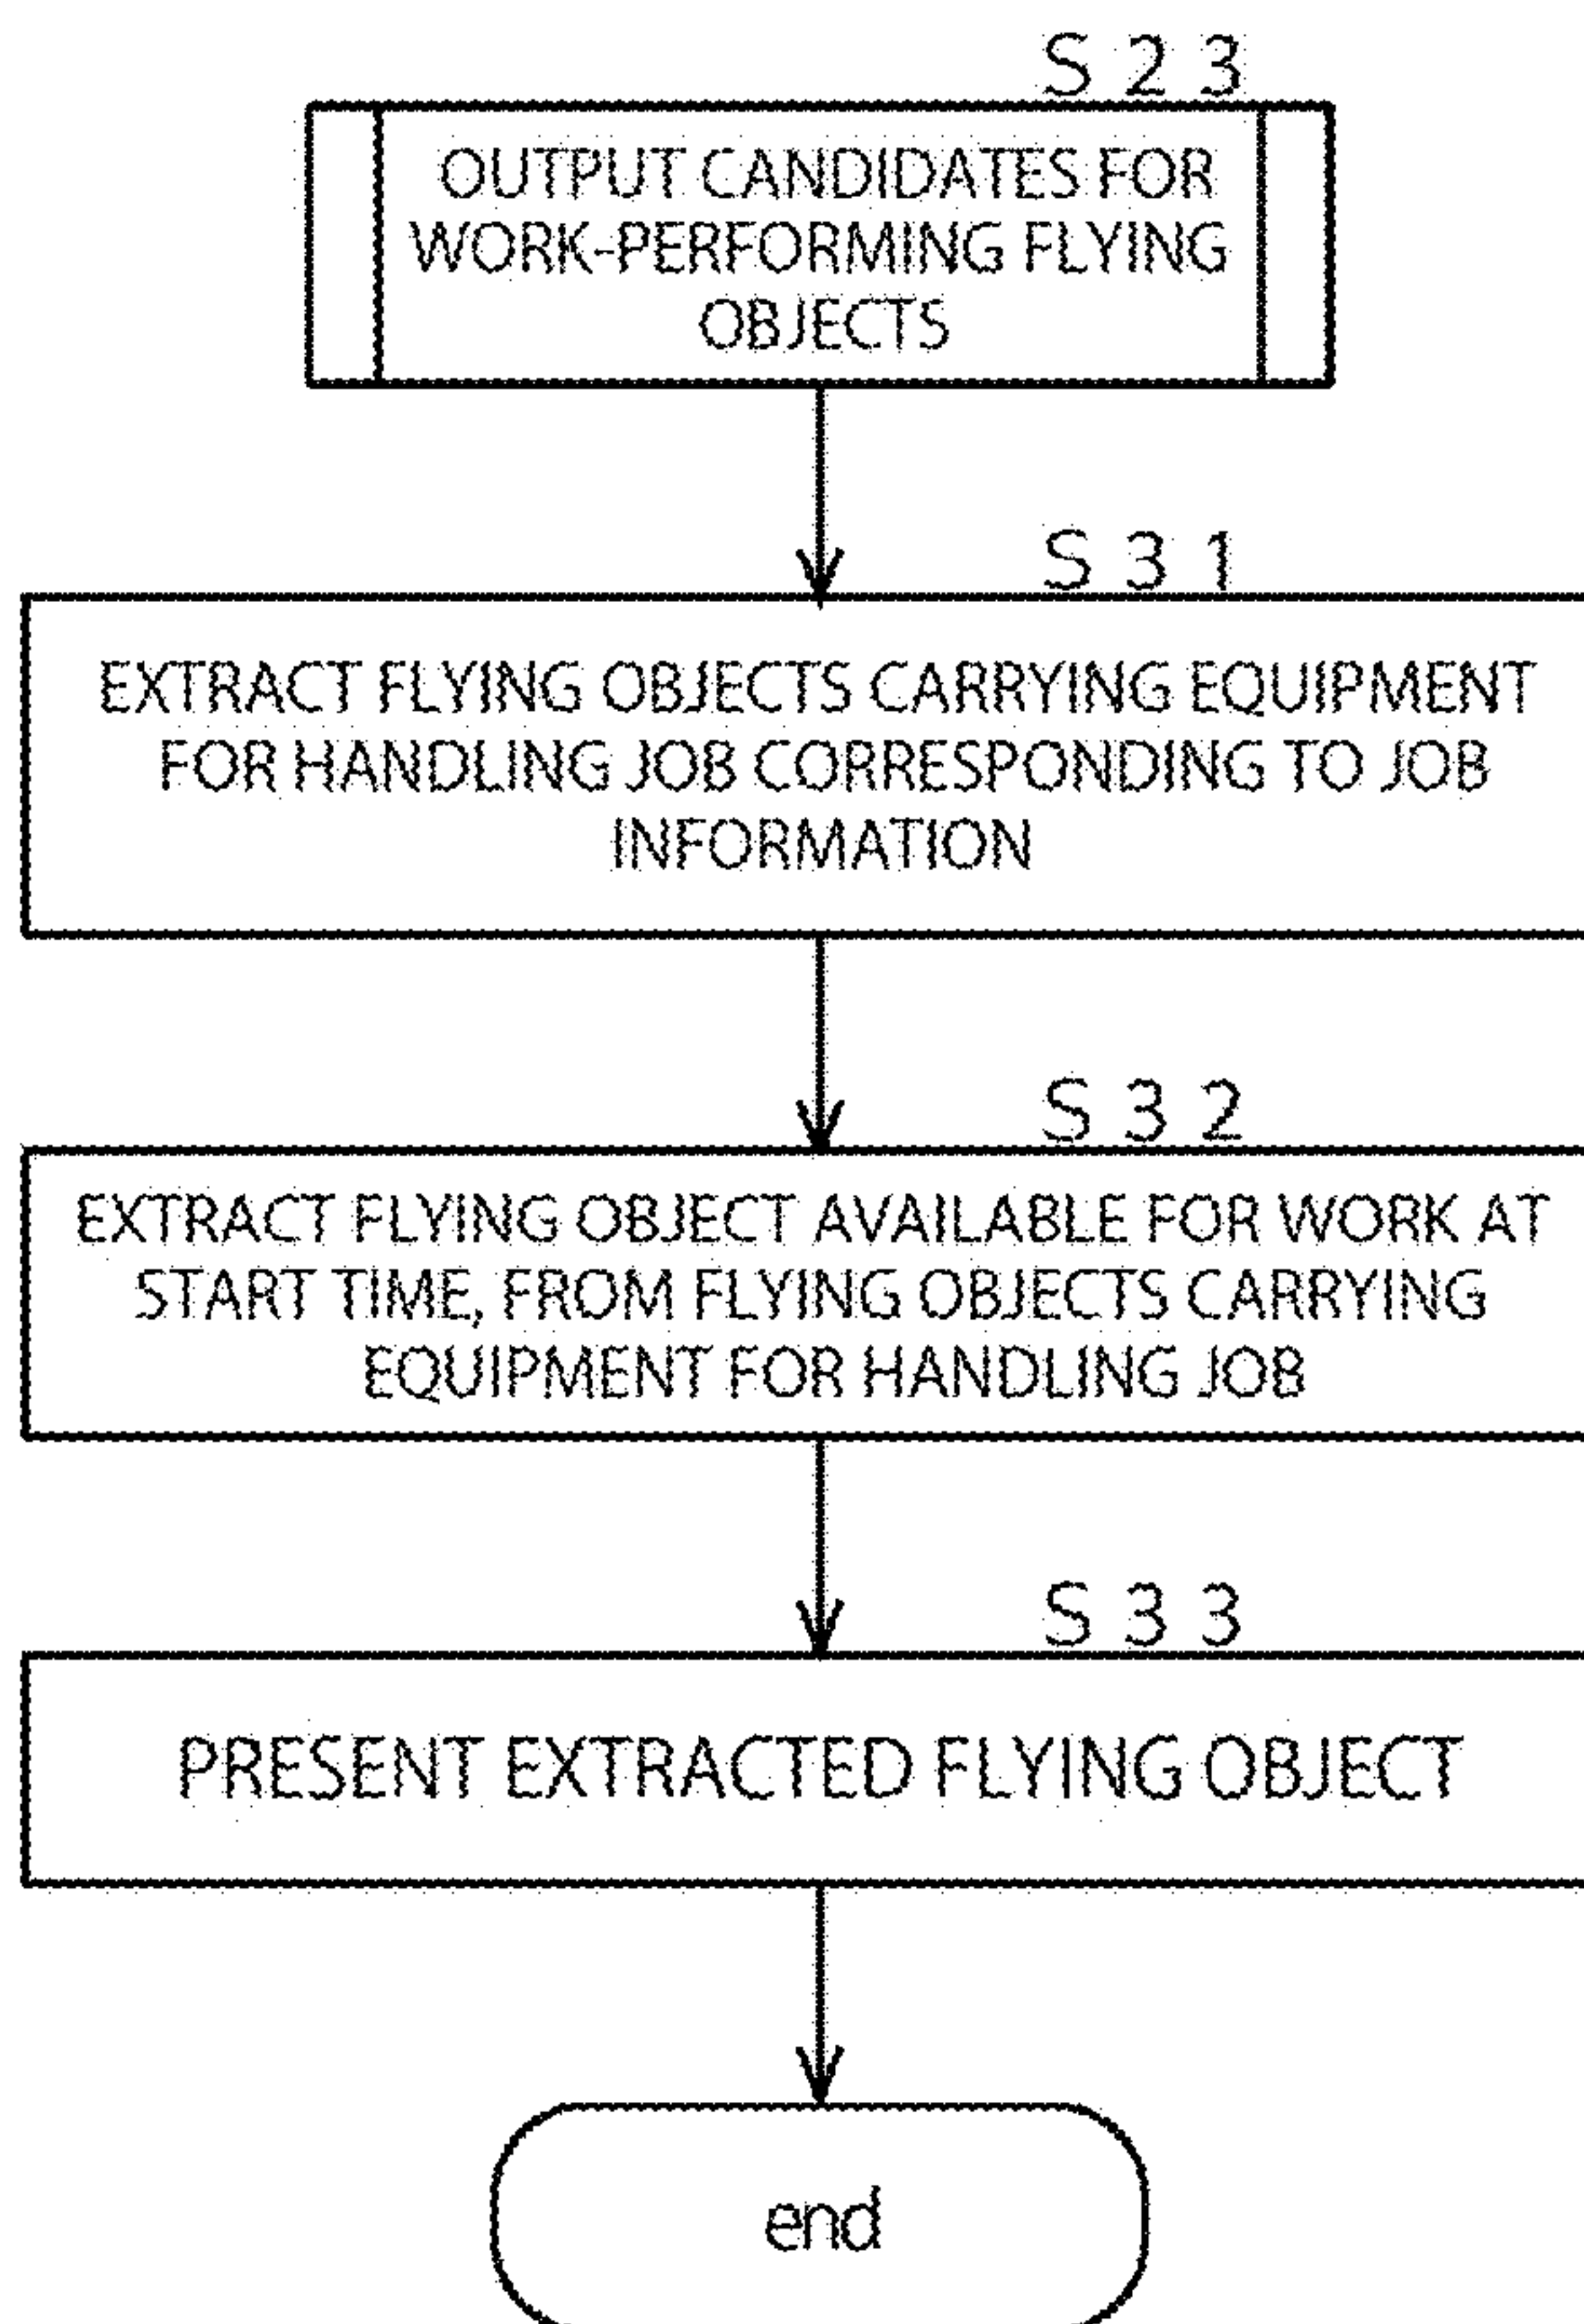 S23
OUTPUT CANDIDATES FOR
WORK-PERFORMING FLYING
OBJECTS
S31
EXTRACT FLYING OBJECTS CARRYING EQUIPMENT
FOR HANDLING JOB CORRESPONDING TO JOB
INFORMATION
S32
EXTRACT FLYING OBJECT AVAILABLE FOR WORK AT
START TIME, FROM FLYING OBJECTS CARRYING
EQUIPMENT FOR HANDLING JOB
S33
PRESENT EXTRACTED FLYING OBJECT
end